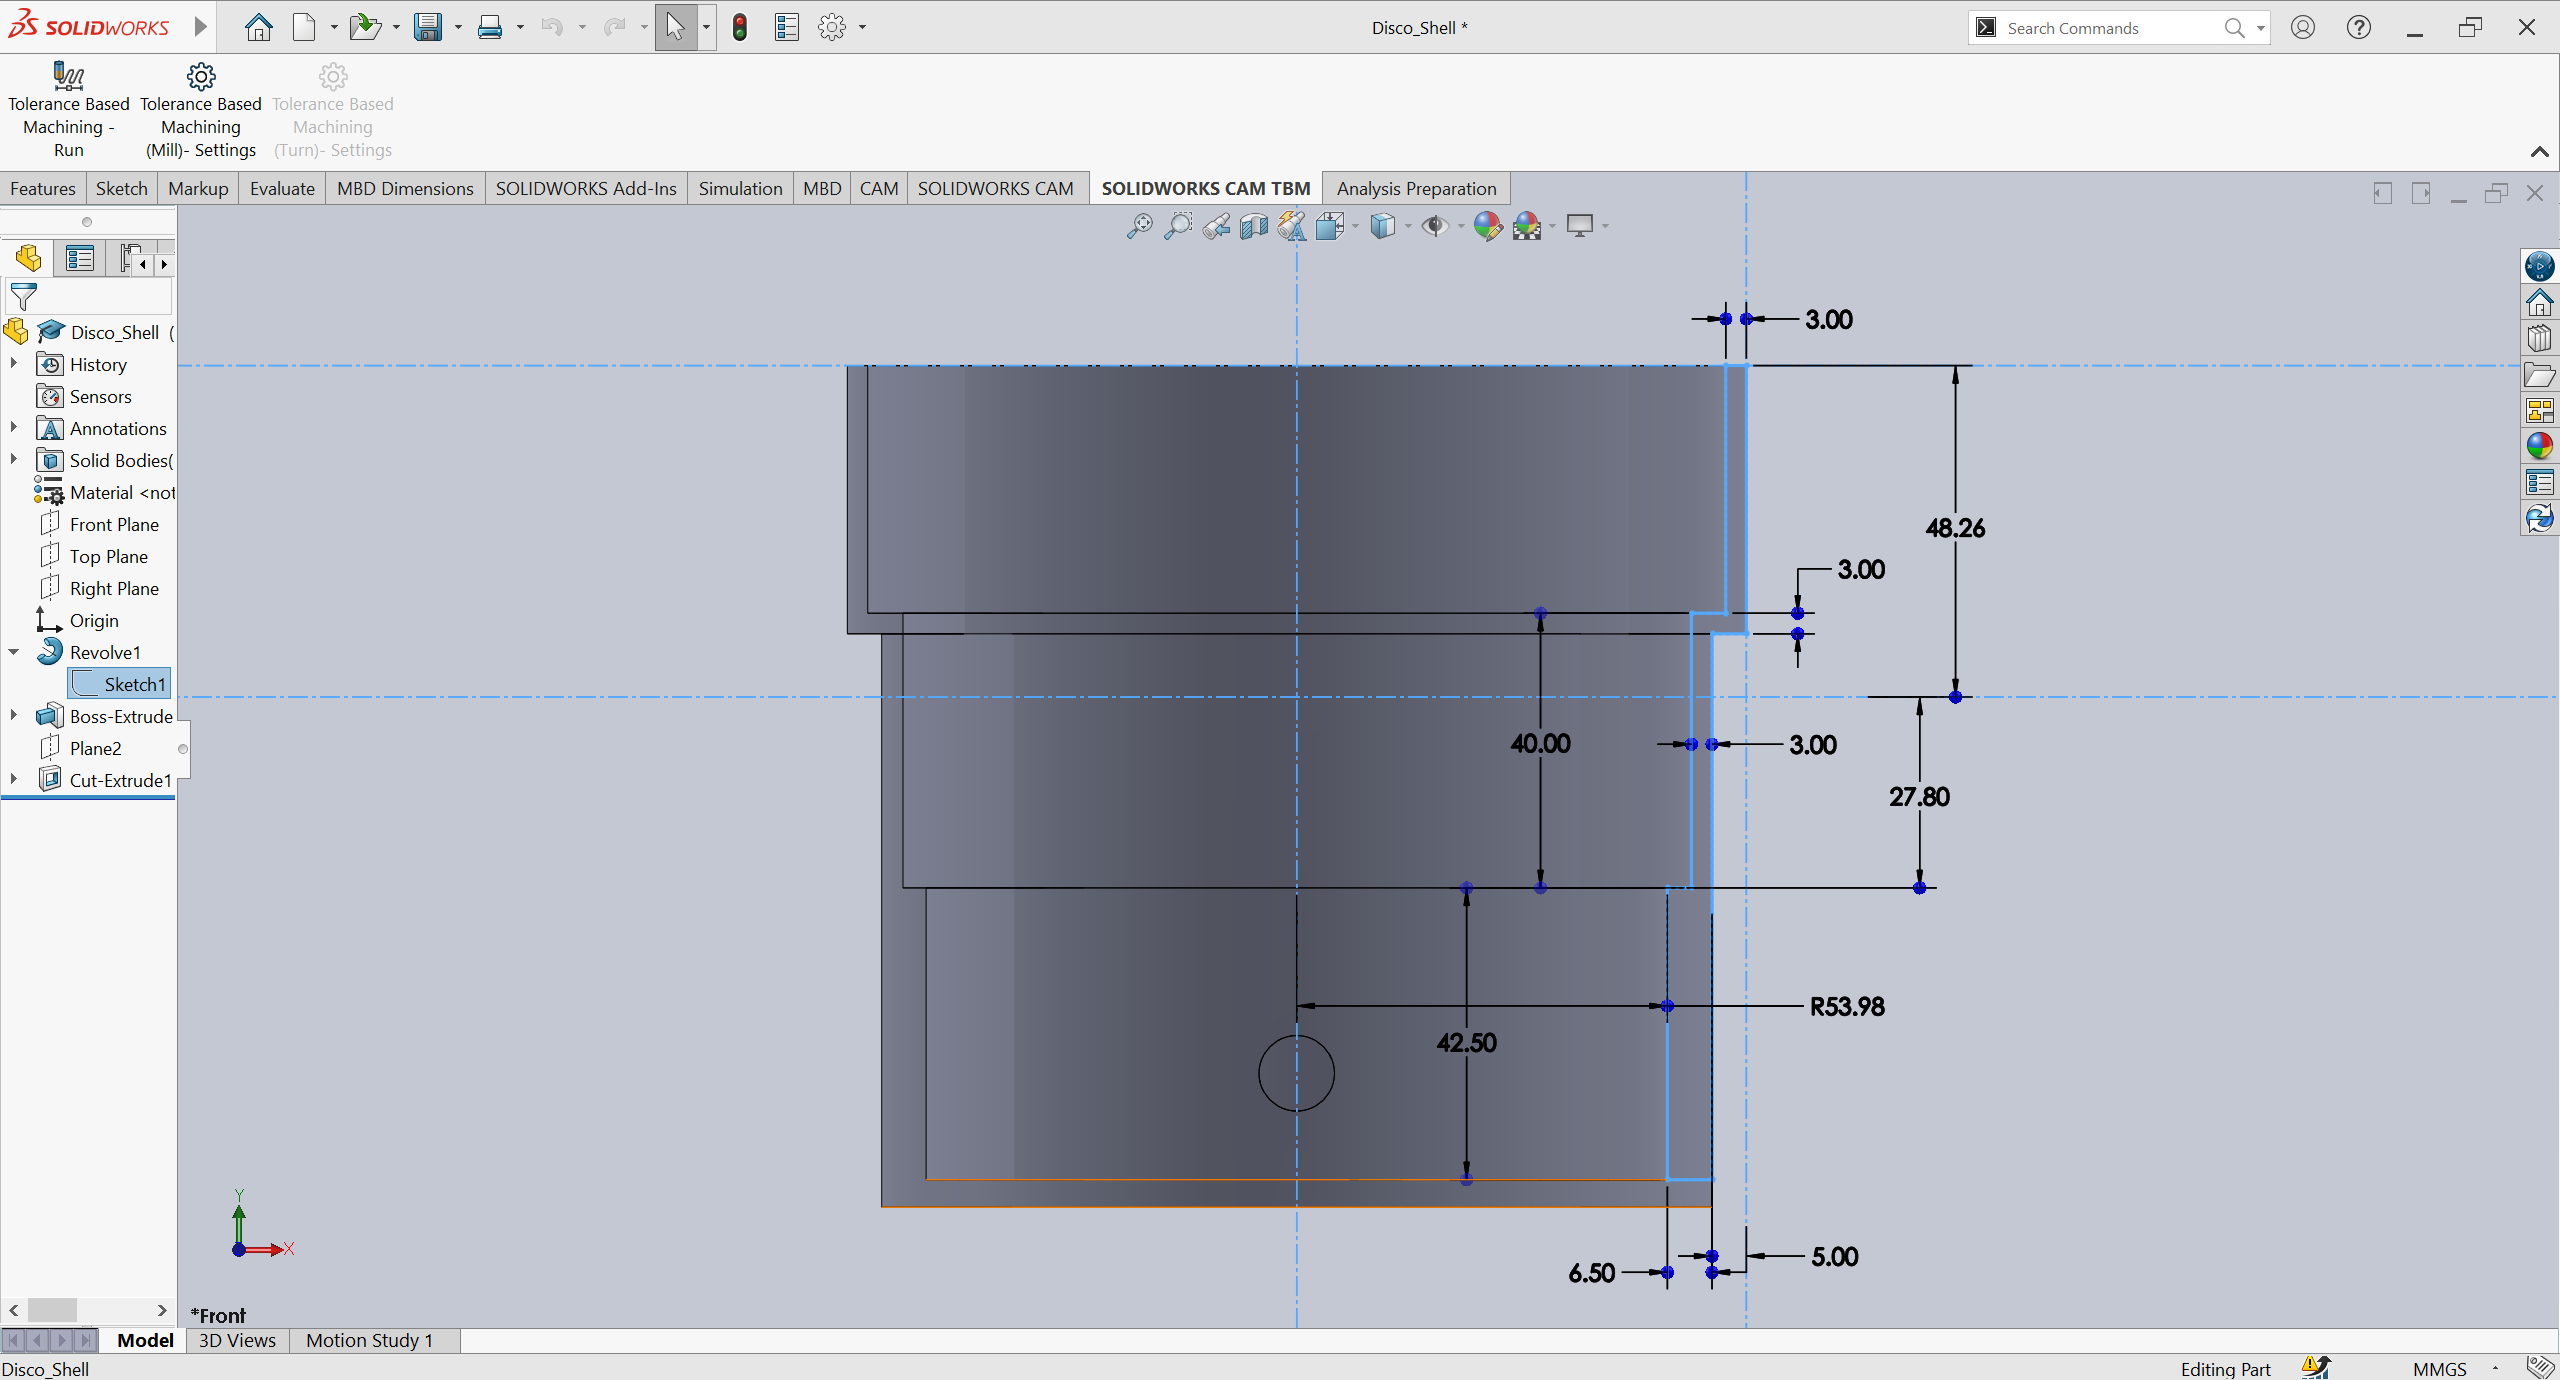 SOLIDWORKS
Disco_Shell *
Search Commands
Tolerance Based Machining - Run
Tolerance Based Machining (Mill)- Settings
Tolerance Based Machining (Turn)- Settings
Features
Sketch
Markup
Evaluate
MBD Dimensions
SOLIDWORKS Add-Ins
Simulation
MBD
CAM
SOLIDWORKS CAM
SOLIDWORKS CAM TBM
Analysis Preparation
Disco_Shell (
History
Sensors
Annotations
Solid Bodies(
Material <not
Front Plane
Top Plane
Right Plane
Origin
Revolve1
Sketch1
Boss-Extrude
Plane2
Cut-Extrude1
3.00
48.26
3.00
40.00
3.00
27.80
R53.98
42.50
5.00
6.50
Y
X
*Front
Model
3D Views
Motion Study 1
Disco_Shell
Editing Part
MMGS